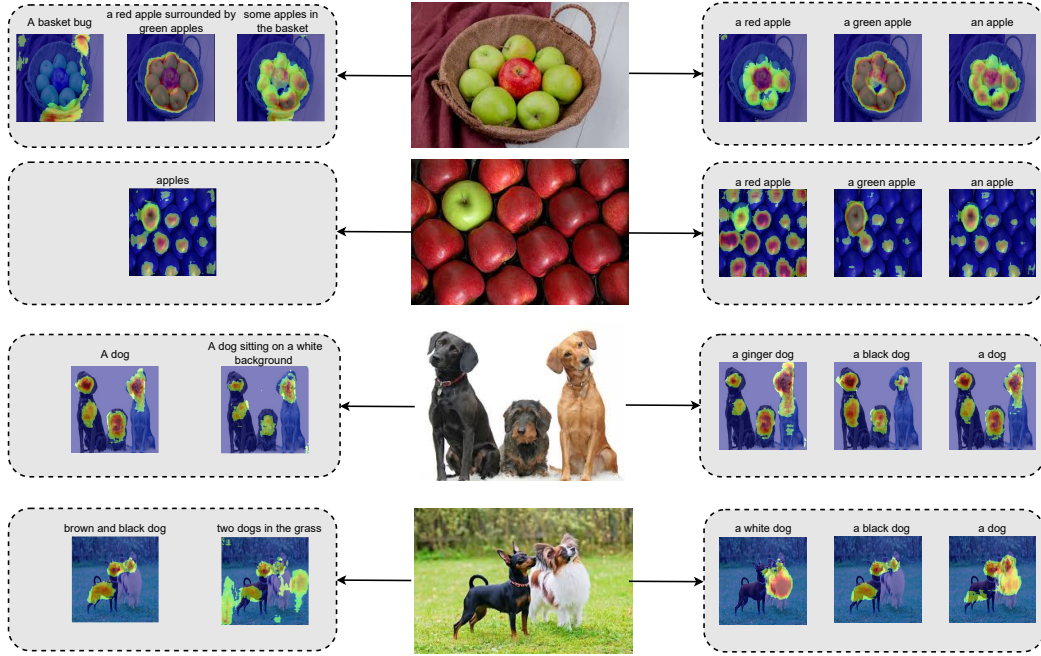 A basket bug
a red apple surrounded by
green apples
some apples in
the basket
a red apple
a green apple
an apple
apples
a red apple
a green apple
an apple
A dog
A dog sitting on a white
background
a ginger dog
a black dog
a dog
brown and black dog
two dogs in the grass
a white dog
a black dog
a dog